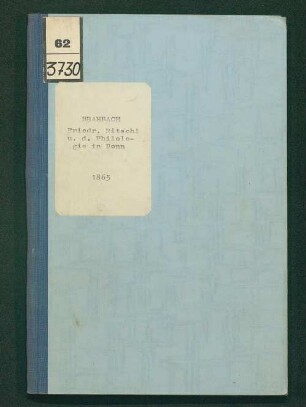 62
3730
BRAMBACH
Friedr. Ritschl
u. d. Philolo-
gie in Bonn
1865